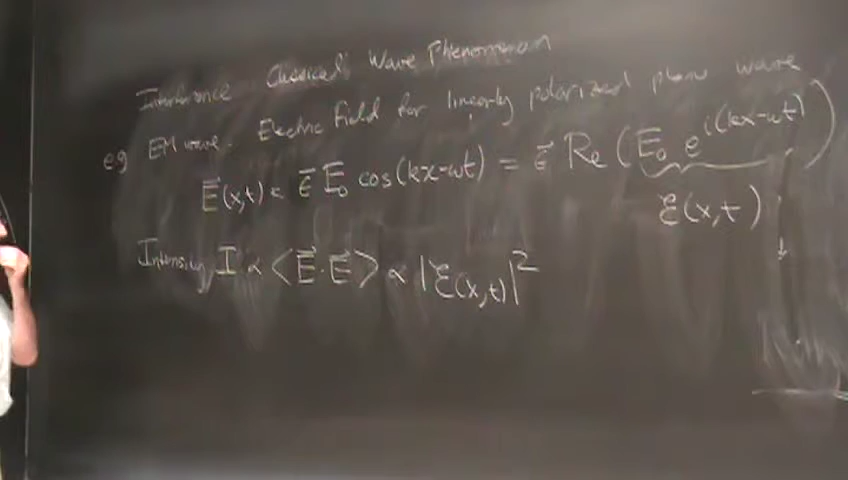 Interference Classical Wave Phenomenon
eg EM wave. Electric Field for linearly polarized plane wave
E⃗(x,t) = ε⃗ E₀ cos(kx-ωt) = ε⃗ Re (E₀ e^{i(kx-ωt)})
ℰ(x,t)
Intensity I ∝ <E⃗·E⃗> ∝ |ℰ(x,t)|²